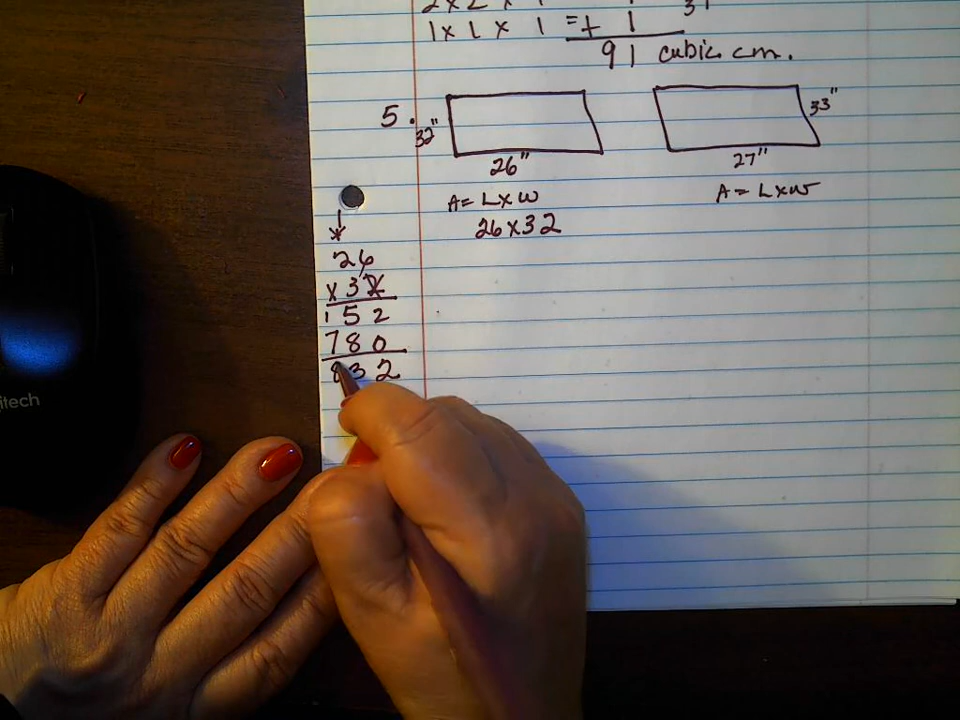 1 x 1 x 1 = + 1
91 cubic cm.
5.
32"
26"
33"
27"
A = L x W
26 x 32
A = L x W
26
x 32
152
780
832
itech